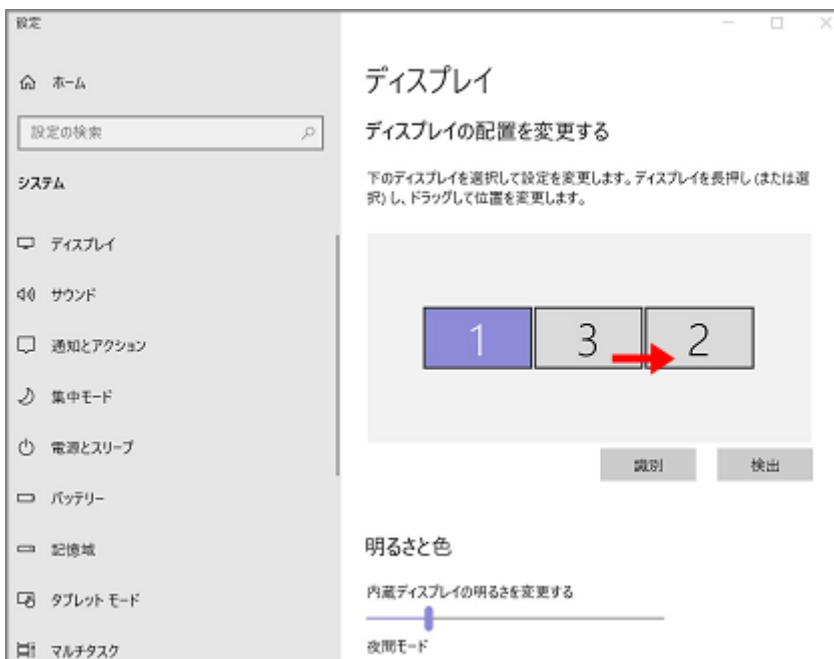 設定
ホーム
設定の検索
システム
ディスプレイ
サウンド
通知とアクション
集中モード
電源とスリープ
バッテリー
記憶域
タブレット モード
マルチタスク
ディスプレイ
ディスプレイの配置を変更する
下のディスプレイを選択して設定を変更します。ディスプレイを長押し (または選
択) し、ドラッグして位置を変更します。
1 3 2
識別 検出
明るさと色
内蔵ディスプレイの明るさを変更する
夜間モード